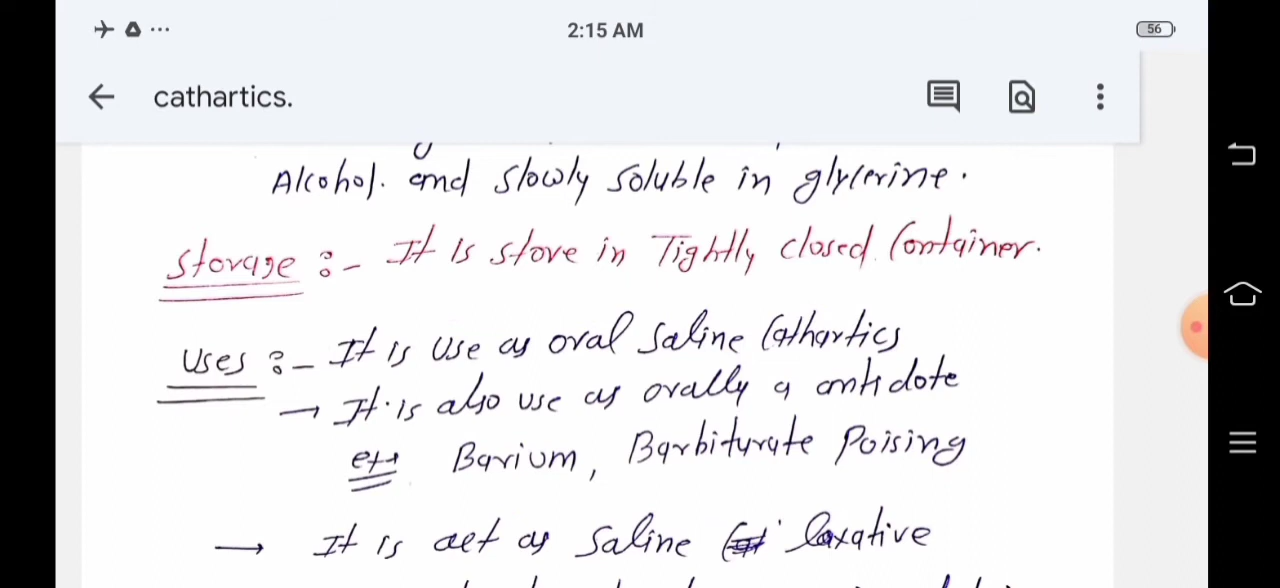 2:15 AM
56
cathartics.
Alcohol. and slowly soluble in glycerine.
Storage :- It is store in Tightly closed Container.
Uses :- It is use as oral saline Cathartics
→ It is also use as orally a antidote
Barium, Barbiturate Poising
→ It is act as saline laxative